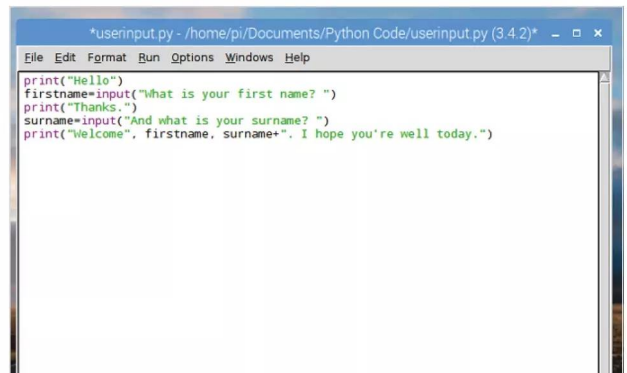 *userinput.py - /home/pi/Documents/Python Code/userinput.py (3.4.2)*
File Edit Format Run Options Windows Help
print("Hello")
firstname=input("What is your first name? ")
print("Thanks.")
surname=input("And what is your surname? ")
print("Welcome", firstname, surname+". I hope you're well today.")